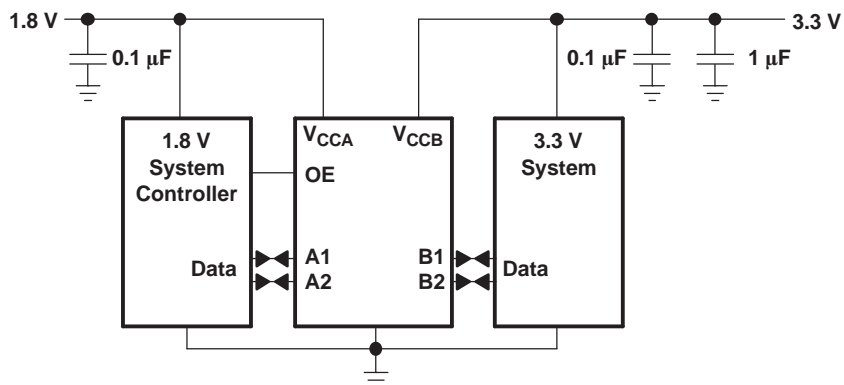 1.8 V
3.3 V
0.1 μF
0.1 μF
1 μF
1.8 V
System
Controller
Data
VCCA
VCCB
OE
A1
A2
B1
B2
3.3 V
System
Data